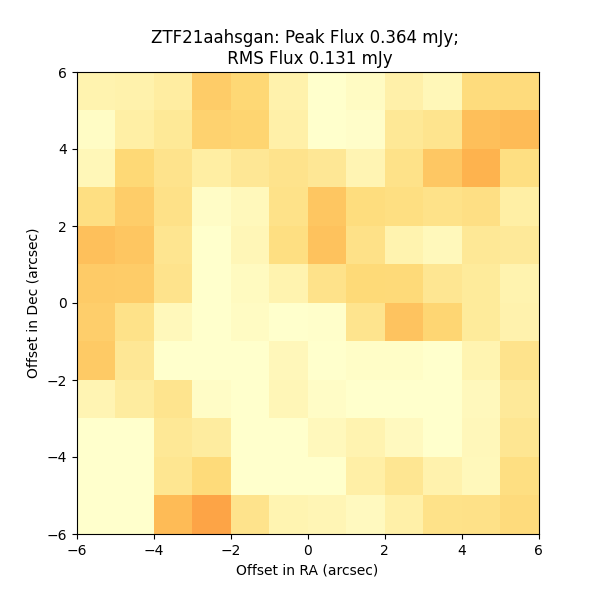 ZTF21aahsgan: Peak Flux 0.364 mJy;
RMS Flux 0.131 mJy
6
4
2
0
−2
−4
−6
Offset in Dec (arcsec)
−6 −4 −2 0 2 4 6
Offset in RA (arcsec)